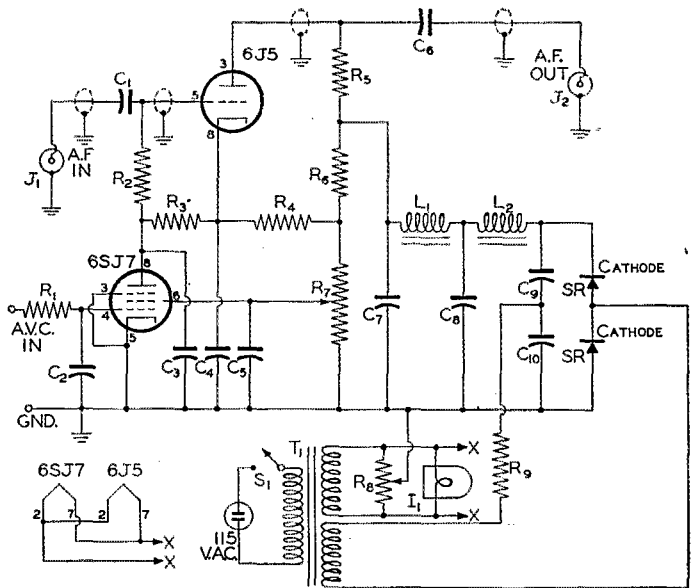 6J5
C6
3
R5
A.F. OUT
J2
C1
5
8
A.F. IN
J1
R2
R6
L1
L2
R3
R4
6SJ7
8
CATHODE
SR
C9
3
6
R1
4
R7
A.V.C. IN
5
C7
C8
CATHODE
C10
SR
C2
C3
C4
C5
GND.
T1
X
R9
6SJ7
6J5
S1
R8
I1
2
7
2
7
115 V.AC.
X
X
X